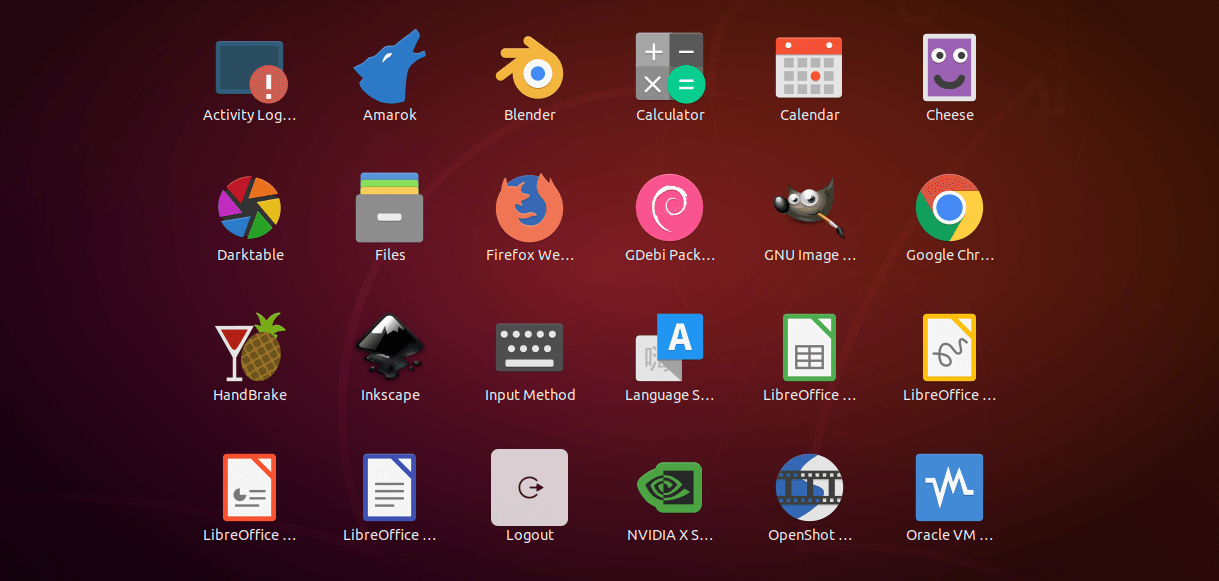 Activity Log...
Amarok
Blender
Calculator
Calendar
Cheese
Darktable
Files
Firefox We...
GDebi Pack...
GNU Image ...
Google Chr...
HandBrake
Inkscape
Input Method
A
嗨
Language S...
LibreOffice ...
LibreOffice ...
LibreOffice ...
LibreOffice ...
Logout
NVIDIA X S...
OpenShot ...
Oracle VM ...